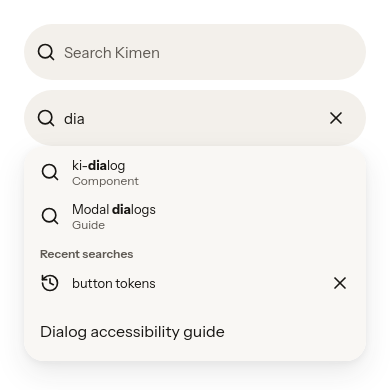 Search Kimen
dia
ki-dialog
Component
Modal dialogs
Guide
Recent searches
button tokens
Dialog accessibility guide